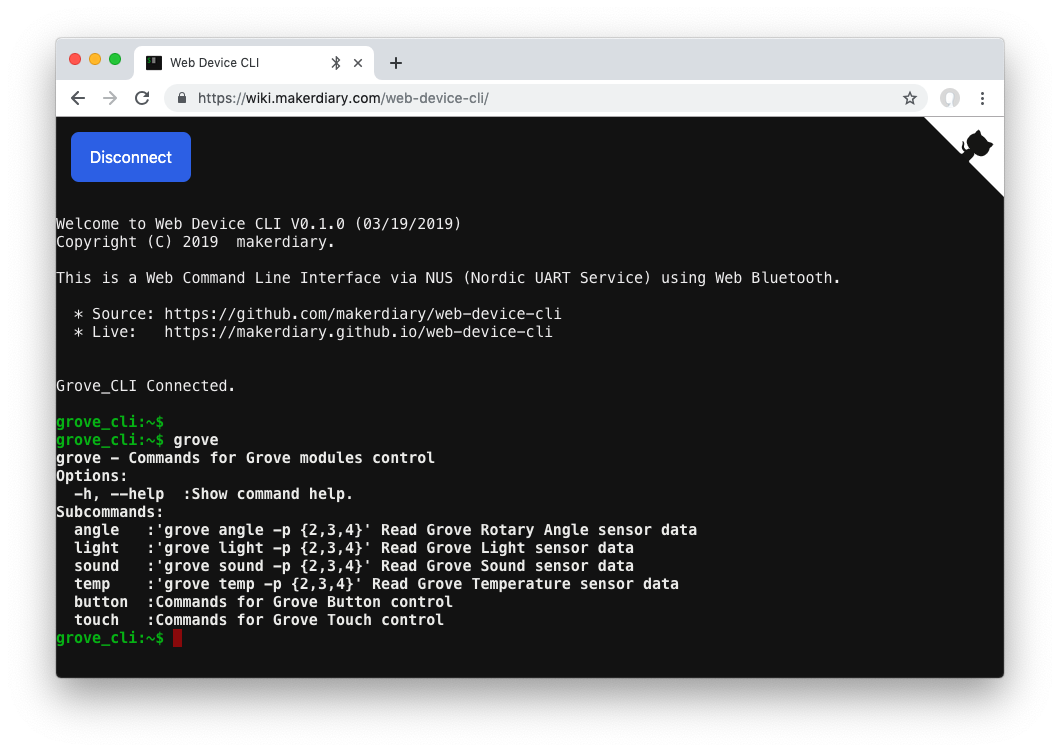 Web Device CLI
https://wiki.makerdiary.com/web-device-cli/
Disconnect
Welcome to Web Device CLI V0.1.0 (03/19/2019)
Copyright (C) 2019  makerdiary.
This is a Web Command Line Interface via NUS (Nordic UART Service) using Web Bluetooth.
  * Source: https://github.com/makerdiary/web-device-cli
  * Live:   https://makerdiary.github.io/web-device-cli
Grove_CLI Connected.
grove_cli:~$
grove_cli:~$ grove
grove - Commands for Grove modules control
Options:
  -h, --help  :Show command help.
Subcommands:
  angle   :'grove angle -p {2,3,4}' Read Grove Rotary Angle sensor data
  light   :'grove light -p {2,3,4}' Read Grove Light sensor data
  sound   :'grove sound -p {2,3,4}' Read Grove Sound sensor data
  temp    :'grove temp -p {2,3,4}' Read Grove Temperature sensor data
  button  :Commands for Grove Button control
  touch   :Commands for Grove Touch control
grove_cli:~$